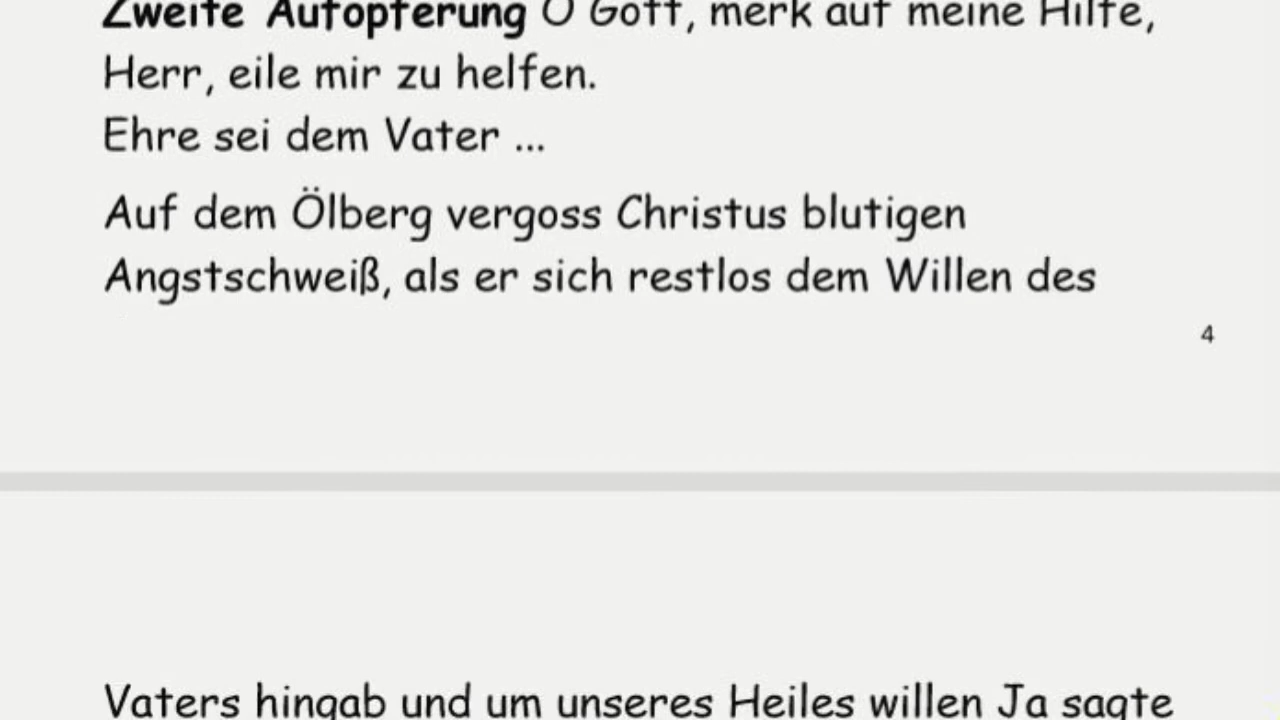 Zweite Aufopferung O Gott, merk auf meine Hilfe,
Herr, eile mir zu helfen.
Ehre sei dem Vater ...
Auf dem Ölberg vergoss Christus blutigen
Angstschweiß, als er sich restlos dem Willen des
4
Vaters hingab und um unseres Heiles willen Ja sagte